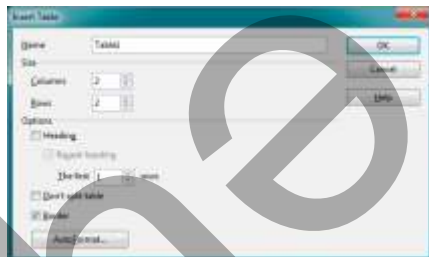 Insert Table
Name Table1 OK
Size Cancel
Columns 2
Rows 2 Help
Options
Heading
Repeat heading
The first 1 rows
Don't split table
Border
AutoFormat...